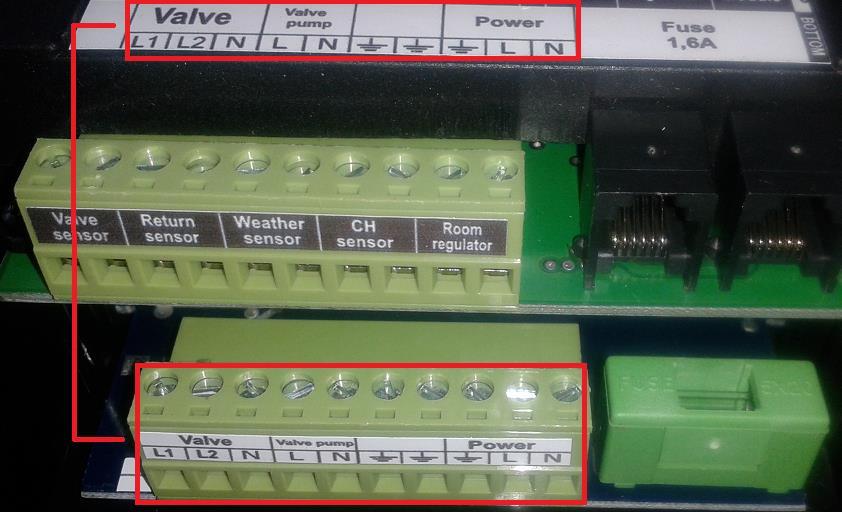 Valve Valve pump Power
L1 L2 N L N L N
Fuse
1,6A
BOTTOM
Valve sensor Return sensor Weather sensor CH sensor Room regulator
FUSE
Valve Valve pump Power
L1 L2 N L N L N